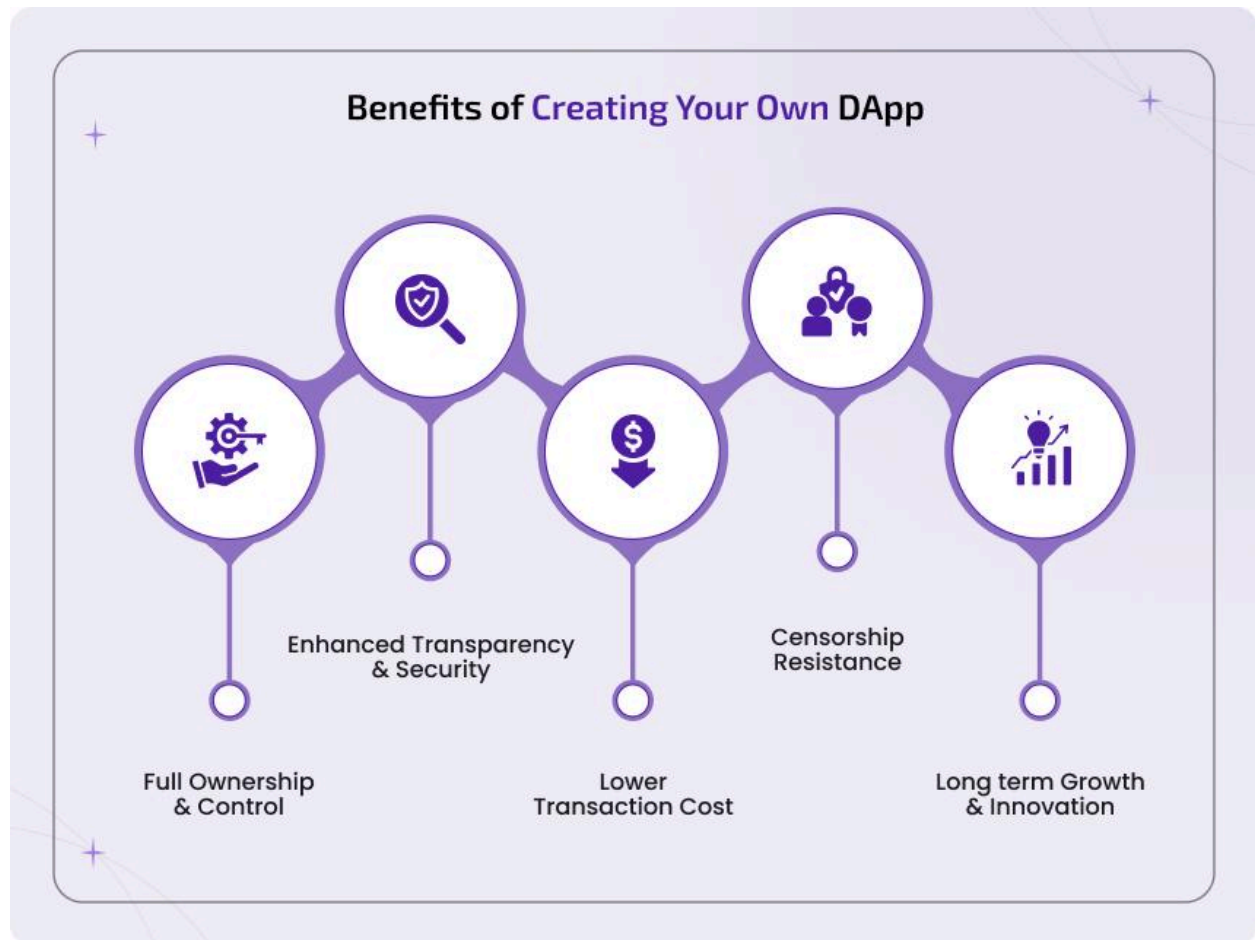 Benefits of Creating Your Own DApp
Full Ownership
& Control
Enhanced Transparency
& Security
Lower
Transaction Cost
Censorship
Resistance
Long term Growth
& Innovation